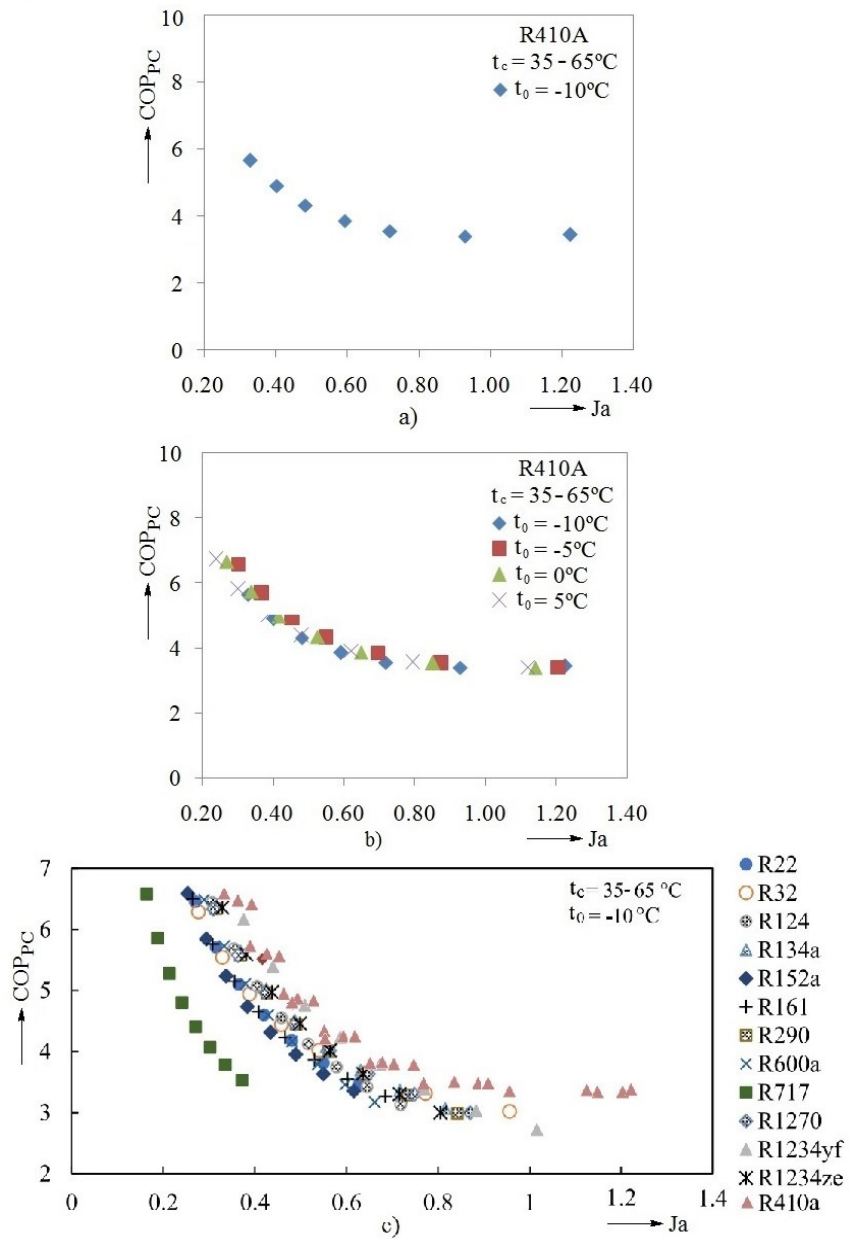 10
8
6
4
2
0
COP_PC
R410A
t_c = 35 - 65ºC
t_0 = -10ºC
0.20 0.40 0.60 0.80 1.00 1.20 1.40
Ja
a)
10
8
6
4
2
0
COP_PC
R410A
t_c = 35 - 65ºC
t_0 = -10ºC
t_0 = -5ºC
t_0 = 0ºC
t_0 = 5ºC
0.20 0.40 0.60 0.80 1.00 1.20 1.40
Ja
b)
7
6
5
4
3
2
COP_PC
t_c = 35-65 ºC
t_0 = -10 ºC
0 0.2 0.4 0.6 0.8 1 1.2 1.4
Ja
c)
R22
R32
R124
R134a
R152a
R161
R290
R600a
R717
R1270
R1234yf
R1234ze
R410a